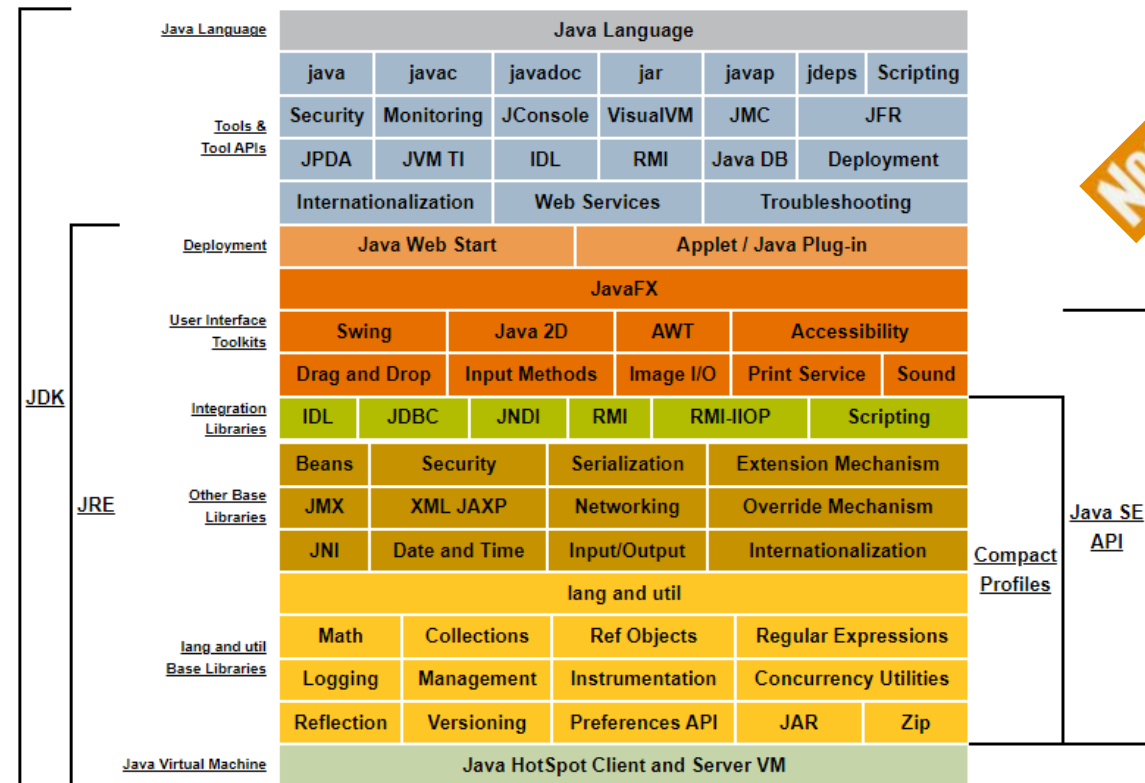 Java Language
Java Language
java javac javadoc jar javap jdeps Scripting
Security Monitoring JConsole VisualVM JMC JFR
Tools &
Tool APIs
JPDA JVM TI IDL RMI Java DB Deployment
Internationalization Web Services Troubleshooting
Deployment
Java Web Start Applet / Java Plug-in
JavaFX
User Interface
Toolkits
Swing Java 2D AWT Accessibility
Drag and Drop Input Methods Image I/O Print Service Sound
JDK
Integration
Libraries
IDL JDBC JNDI RMI RMI-IIOP Scripting
Beans Security Serialization Extension Mechanism
JRE
Other Base
Libraries
JMX XML JAXP Networking Override Mechanism
Java SE
API
JNI Date and Time Input/Output Internationalization
Compact
Profiles
lang and util
lang and util
Base Libraries
Math Collections Ref Objects Regular Expressions
Logging Management Instrumentation Concurrency Utilities
Reflection Versioning Preferences API JAR Zip
Java Virtual Machine
Java HotSpot Client and Server VM